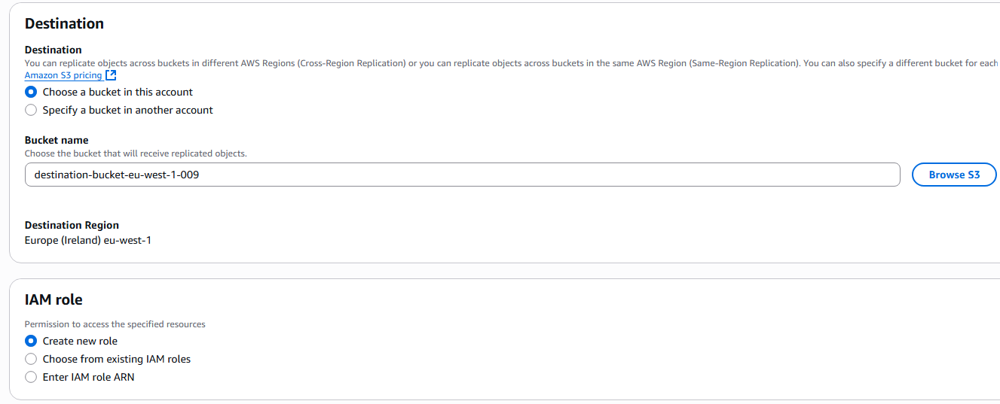 Destination
Destination
You can replicate objects across buckets in different AWS Regions (Cross-Region Replication) or you can replicate objects across buckets in the same AWS Region (Same-Region Replication). You can also specify a different bucket for each
Amazon S3 pricing
Choose a bucket in this account
Specify a bucket in another account
Bucket name
Choose the bucket that will receive replicated objects.
destination-bucket-eu-west-1-009
Browse S3
Destination Region
Europe (Ireland) eu-west-1
IAM role
Permission to access the specified resources
Create new role
Choose from existing IAM roles
Enter IAM role ARN